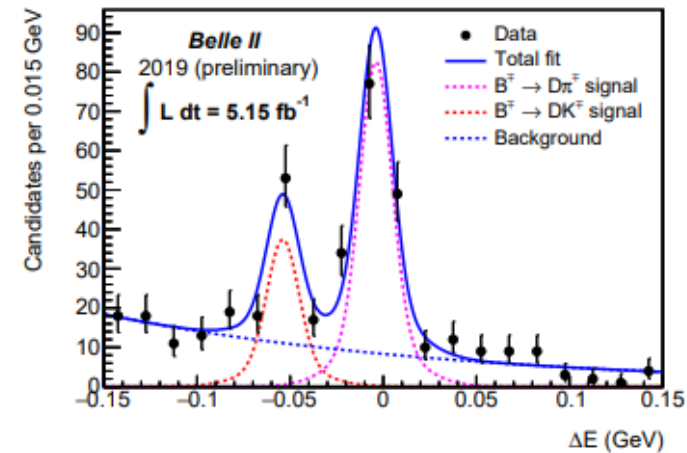 Candidates per 0.015 GeV
90
80
70
60
50
40
30
20
10
0
Belle II
2019 (preliminary)
∫ L dt = 5.15 fb⁻¹
Data
Total fit
B∓ → Dπ∓ signal
B∓ → DK∓ signal
Background
−0.15 −0.1 −0.05 0 0.05 0.1 0.15
ΔE (GeV)